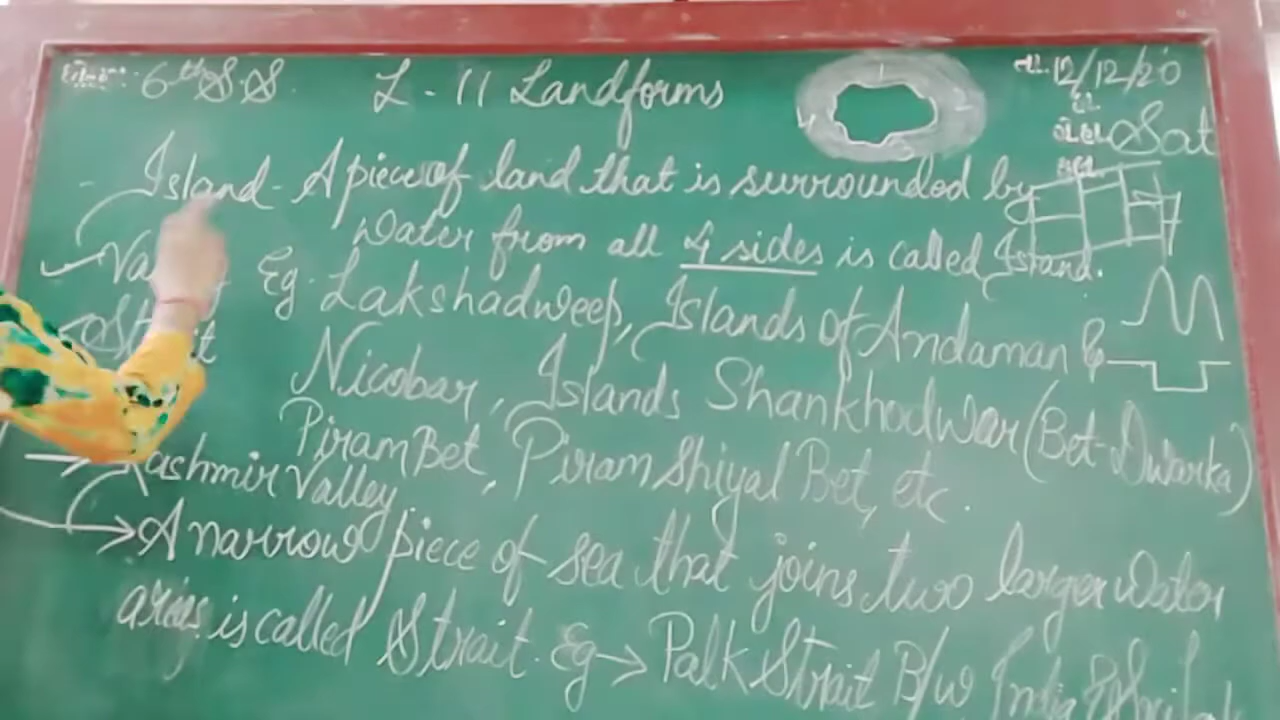 6th S.S. L-11 Landforms 12/12/20
Sat
Island - A piece of land that is surrounded by
Water from all 4 sides is called Island.
Eg. Lakshadweep, Islands of Andaman &
Nicobar, Islands Shankhodwar (Bet-Dwarka)
Piram Bet, Piram Shiyal Bet, etc.
→ Kashmir Valley.
→ A narrow piece of sea that joins two larger Water
is called Strait. Eg → Palk Strait B/w India &